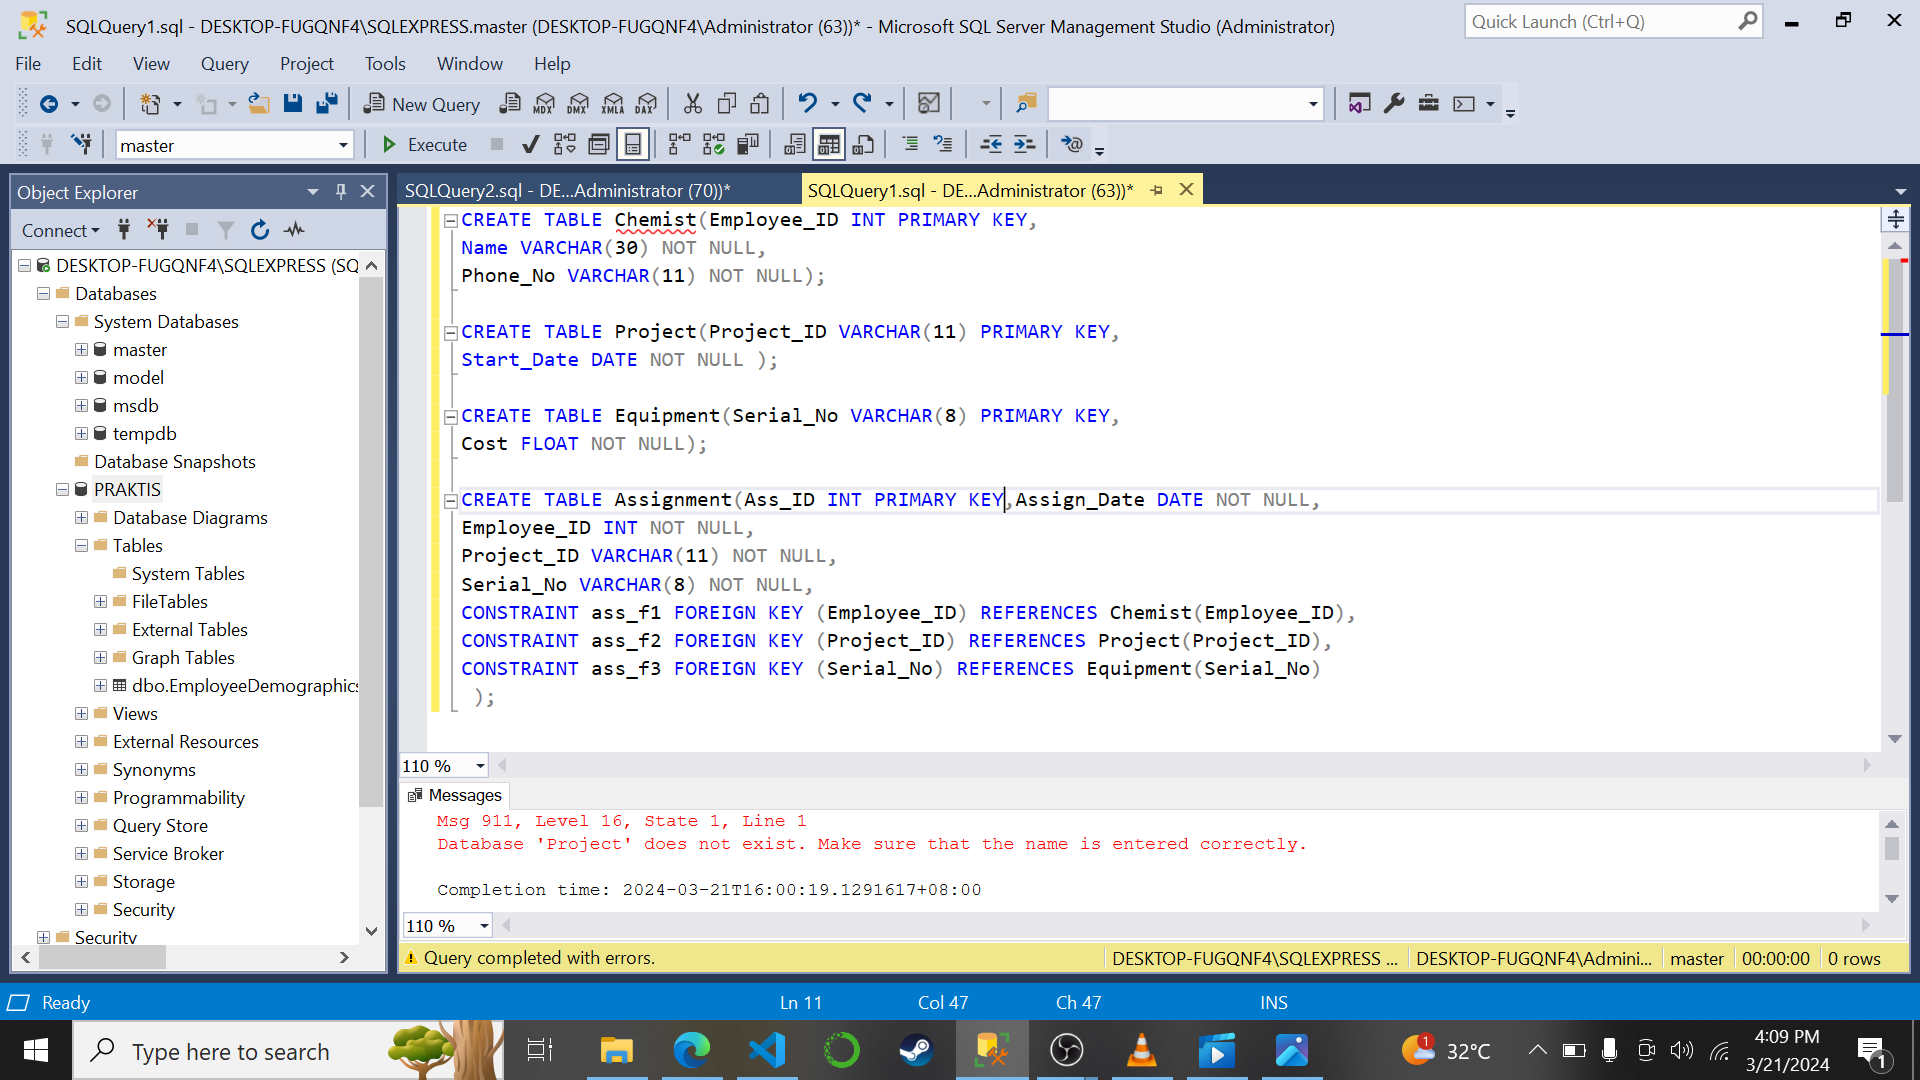 SQLQuery1.sql - DESKTOP-FUGQNF4\SQLEXPRESS.master (DESKTOP-FUGQNF4\Administrator (63))* - Microsoft SQL Server Management Studio (Administrator)
Quick Launch (Ctrl+Q)
File Edit View Query Project Tools Window Help
New Query MDX DMX XMLA DAX
master Execute
Object Explorer
Connect
DESKTOP-FUGQNF4\SQLEXPRESS (SQ
Databases
System Databases
master
model
msdb
tempdb
Database Snapshots
PRAKTIS
Database Diagrams
Tables
System Tables
FileTables
External Tables
Graph Tables
dbo.EmployeeDemographics
Views
External Resources
Synonyms
Programmability
Query Store
Service Broker
Storage
Security
Security
SQLQuery2.sql - DE...Administrator (70))* SQLQuery1.sql - DE...Administrator (63))*
CREATE TABLE Chemist(Employee_ID INT PRIMARY KEY,
Name VARCHAR(30) NOT NULL,
Phone_No VARCHAR(11) NOT NULL);
CREATE TABLE Project(Project_ID VARCHAR(11) PRIMARY KEY,
Start_Date DATE NOT NULL );
CREATE TABLE Equipment(Serial_No VARCHAR(8) PRIMARY KEY,
Cost FLOAT NOT NULL);
CREATE TABLE Assignment(Ass_ID INT PRIMARY KEY,Assign_Date DATE NOT NULL,
Employee_ID INT NOT NULL,
Project_ID VARCHAR(11) NOT NULL,
Serial_No VARCHAR(8) NOT NULL,
CONSTRAINT ass_f1 FOREIGN KEY (Employee_ID) REFERENCES Chemist(Employee_ID),
CONSTRAINT ass_f2 FOREIGN KEY (Project_ID) REFERENCES Project(Project_ID),
CONSTRAINT ass_f3 FOREIGN KEY (Serial_No) REFERENCES Equipment(Serial_No)
);
110 %
Messages
Msg 911, Level 16, State 1, Line 1
Database 'Project' does not exist. Make sure that the name is entered correctly.
Completion time: 2024-03-21T16:00:19.1291617+08:00
110 %
Query completed with errors. DESKTOP-FUGQNF4\SQLEXPRESS ... DESKTOP-FUGQNF4\Admini... master 00:00:00 0 rows
Ready Ln 11 Col 47 Ch 47 INS
Type here to search
1 32°C
4:09 PM
3/21/2024
1